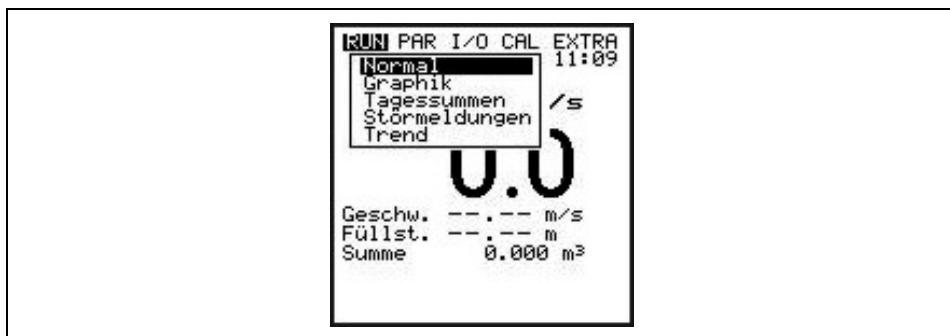 RUN PAR I/O CAL EXTRA
11:09
Normal
Graphik
Tagessummen
Störmeldungen
Trend
/s
0.0
Geschw. --.-- m/s
Füllst. --.-- m
Summe 0.000 m³